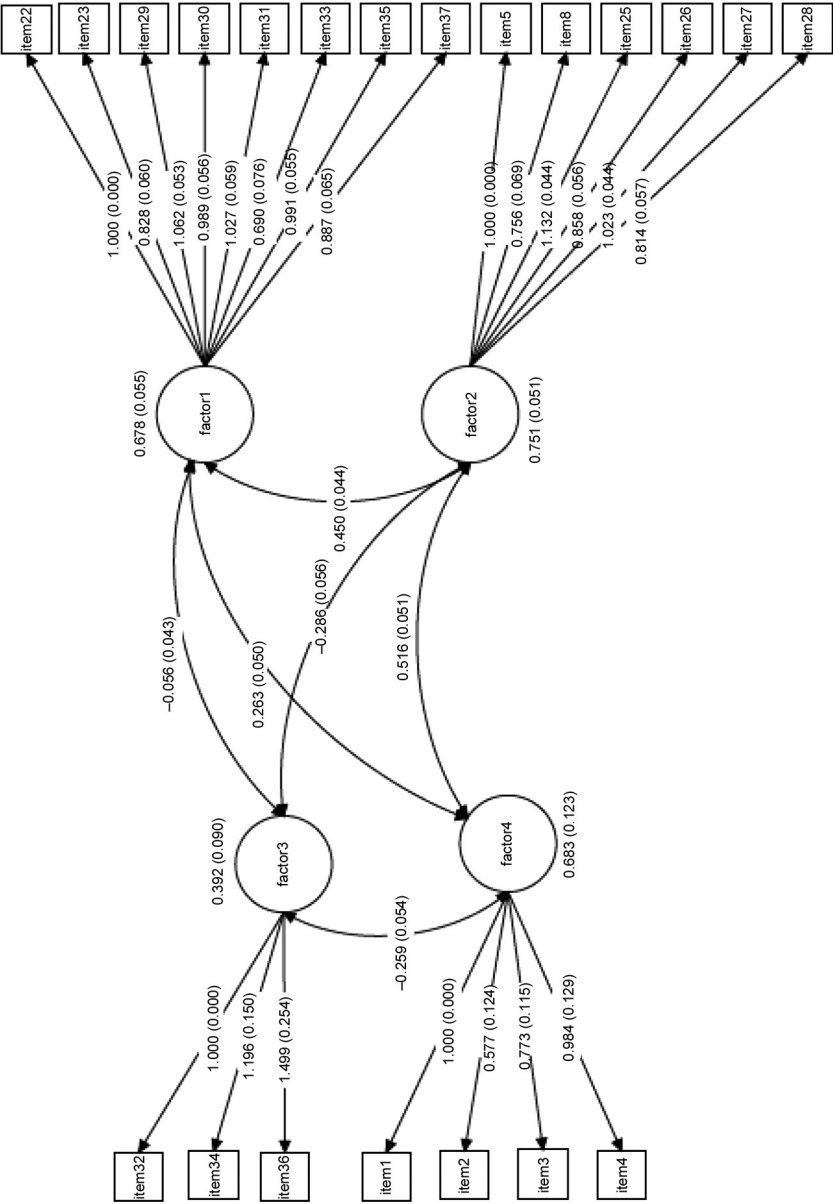 item22
item23
item29
item30
item31
item33
item35
item37
item5
item8
item25
item26
item27
item28
1.000 (0.000)
0.828 (0.060)
1.062 (0.053)
0.989 (0.056)
1.027 (0.059)
0.690 (0.076)
0.991 (0.055)
0.887 (0.065)
1.000 (0.000)
0.756 (0.069)
1.132 (0.044)
0.858 (0.056)
1.023 (0.044)
0.814 (0.057)
0.678 (0.055)
factor1
factor2
0.751 (0.051)
0.450 (0.044)
–0.286 (0.056)
–0.056 (0.043)
0.263 (0.050)
0.516 (0.051)
0.392 (0.090)
factor3
factor4
0.683 (0.123)
–0.259 (0.054)
1.000 (0.000)
1.196 (0.150)
1.499 (0.254)
1.000 (0.000)
0.577 (0.124)
0.773 (0.115)
0.984 (0.129)
item32
item34
item36
item1
item2
item3
item4